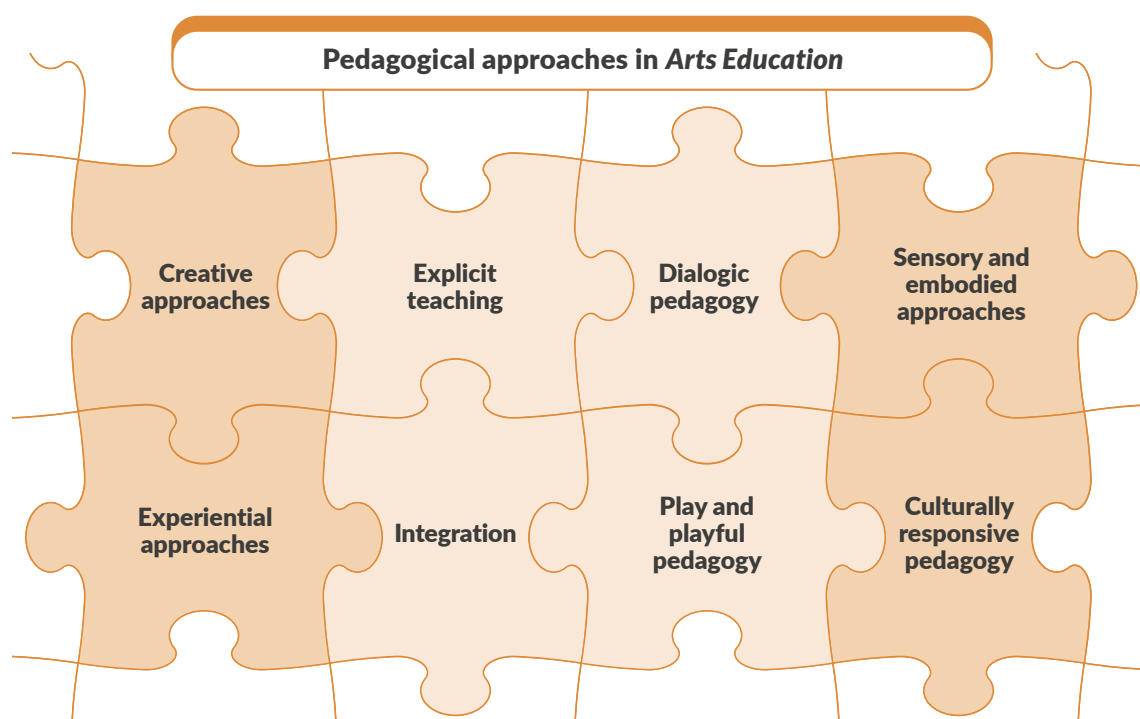 Pedagogical approaches in Arts Education
Creative
approaches
Explicit
teaching
Dialogic
pedagogy
Sensory and
embodied
approaches
Experiential
approaches
Integration
Play and
playful
pedagogy
Culturally
responsive
pedagogy